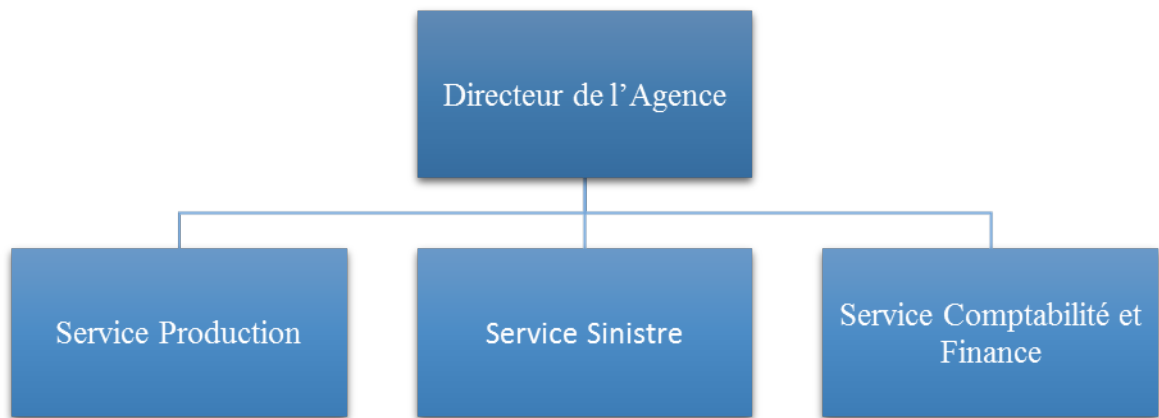 Directeur de l’Agence
Service Production
Service Sinistre
Service Comptabilité et
Finance